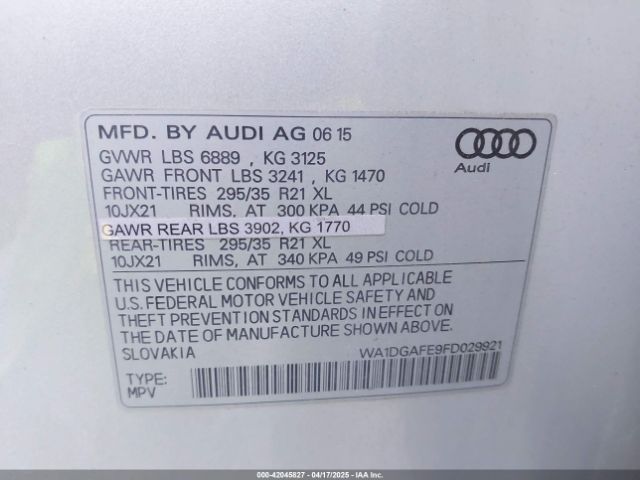 MFD. BY AUDI AG 06 15
GVWR LBS 6889 , KG 3125
GAWR FRONT LBS 3241 , KG 1470
FRONT-TIRES 295/35 R21 XL
10JX21 RIMS, AT 300 KPA 44 PSI COLD
GAWR REAR LBS 3902, KG 1770
REAR-TIRES 295/35 R21 XL
10JX21 RIMS, AT 340 KPA 49 PSI COLD
Audi
THIS VEHICLE CONFORMS TO ALL APPLICABLE
U.S. FEDERAL MOTOR VEHICLE SAFETY AND
THEFT PREVENTION STANDARDS IN EFFECT ON
THE DATE OF MANUFACTURE SHOWN ABOVE.
SLOVAKIA WA1DGAFE9FD029921
TYPE:
MPV
000-42045827 - 04/17/2025 - IAAI, Inc.